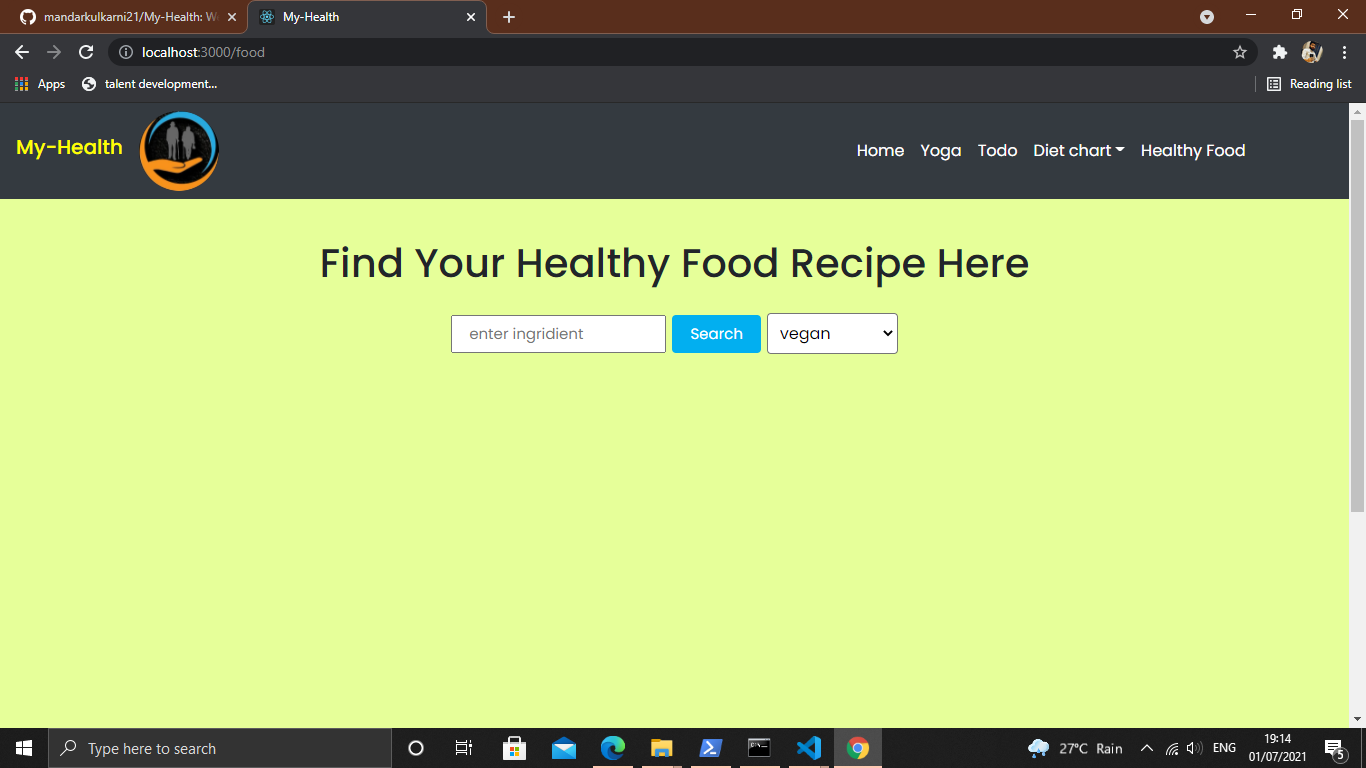 mandarkulkarni21/My-Health: W
My-Health
localhost:3000/food
Apps
talent development...
Reading list
My-Health
Home
Yoga
Todo
Diet chart
Healthy Food
Find Your Healthy Food Recipe Here
enter ingridient
Search
vegan
Type here to search
27°C Rain
ENG
19:14
01/07/2021
5